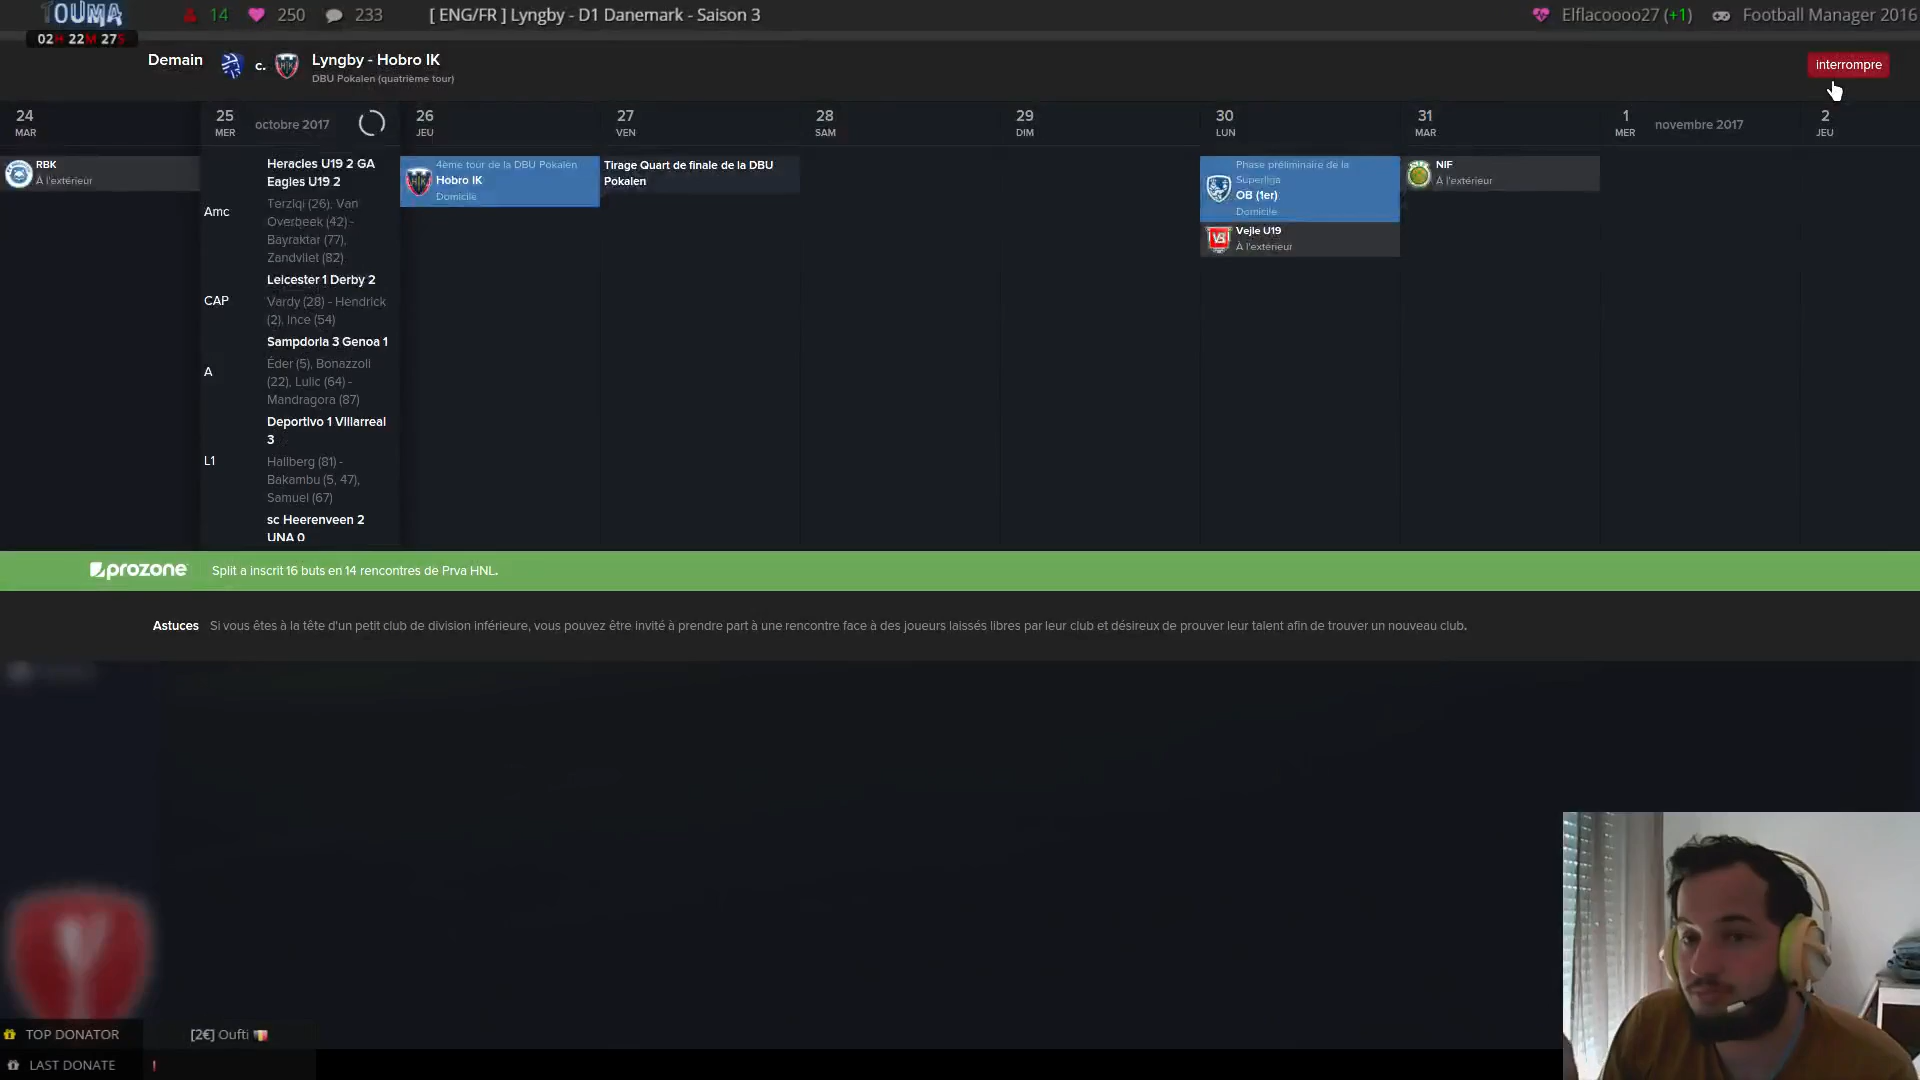 TOUMA
14 250 233 [ ENG/FR ] Lyngby - D1 Danemark - Saison 3 Elflacoooo27 (+1) Football Manager 2016
02H 22M 27S
Demain c. Lyngby - Hobro IK
DBU Pokalen (quatrième tour)
interrompre
24 25 26 27 28 29 30 31 1 2
MAR MER octobre 2017 JEU VEN SAM DIM LUN MAR MER novembre 2017 JEU
RBK
À l'extérieur
Heracles U19 2 GA
Eagles U19 2
Amc
Terziqi (26), Van
Overbeek (42) -
Bayraktar (77),
Zandvliet (82)
Leicester 1 Derby 2
CAP
Vardy (28) - Hendrick
(2), Ince (54)
Sampdoria 3 Genoa 1
A
Éder (5), Bonazzoli
(22), Lulic (64) -
Mandragora (87)
Deportivo 1 Villarreal
3
L1
Hallberg (81) -
Bakambu (5, 47),
Samuel (67)
sc Heerenveen 2
UNA 0
4ème tour de la DBU Pokalen
Hobro IK
Domicile
Tirage Quart de finale de la DBU
Pokalen
Phase préliminaire de la
Superliga
OB (1er)
Domicile
Vejle U19
À l'extérieur
NIF
À l'extérieur
prozone Split a inscrit 16 buts en 14 rencontres de Prva HNL.
Astuces Si vous êtes à la tête d'un petit club de division inférieure, vous pouvez être invité à prendre part à une rencontre face à des joueurs laissés libres par leur club et désireux de prouver leur talent afin de trouver un nouveau club.
TOP DONATOR [2€] Oufti
LAST DONATE